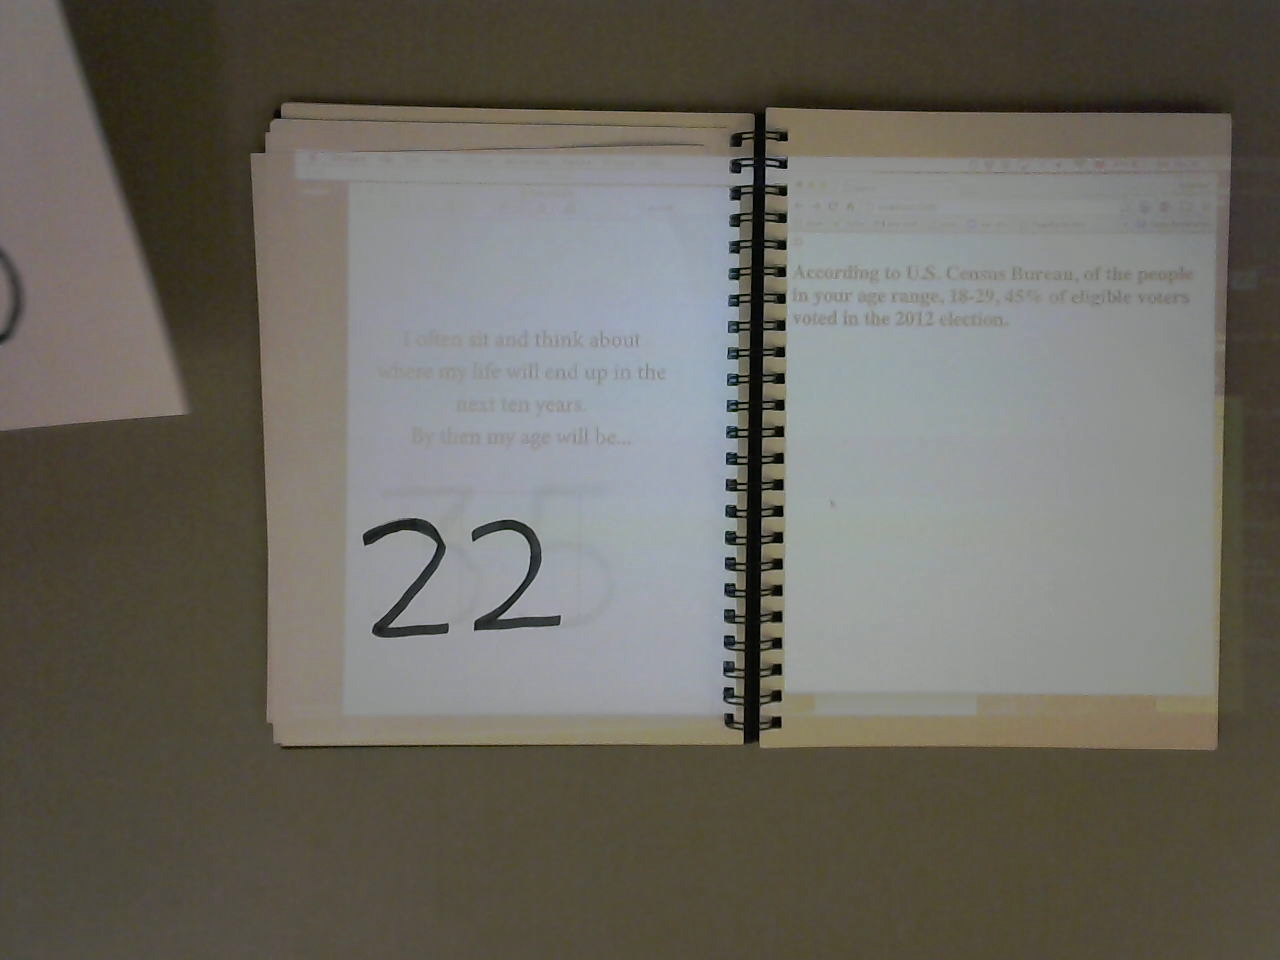 I often sit and think about
where my life will end up in the
next ten years.
By then my age will be...
35
22
According to U.S. Census Bureau, of the people
in your age range, 18-29, 45% of eligible voters
voted in the 2012 election.